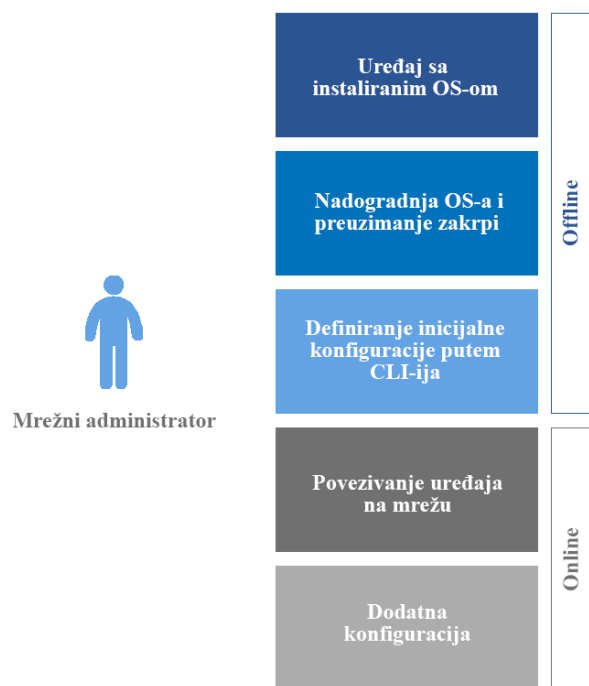 Uređaj sa
instaliranim OS-om
Nadogradnja OS-a i
preuzimanje zakrpi
Definiranje inicijalne
konfiguracije putem
CLI-ija
Offline
Mrežni administrator
Povezivanje uređaja
na mrežu
Dodatna
konfiguracija
Online